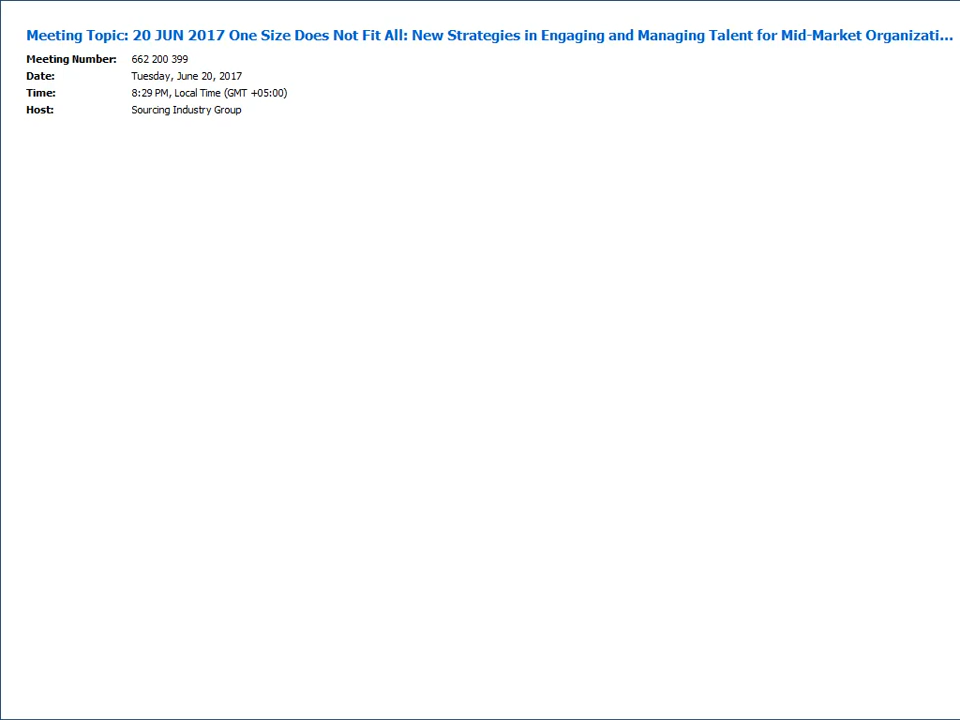 Meeting Topic: 20 JUN 2017 One Size Does Not Fit All: New Strategies in Engaging and Managing Talent for Mid-Market Organizati...
Meeting Number: 662 200 399
Date: Tuesday, June 20, 2017
Time: 8:29 PM, Local Time (GMT +05:00)
Host: Sourcing Industry Group